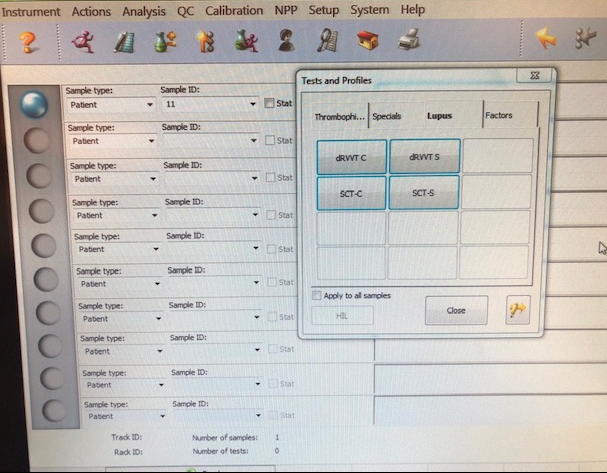 Instrument Actions Analysis QC Calibration NPP Setup System Help
Sample type: Sample ID:
Patient 11 Stat
Sample type: Sample ID:
Patient Stat
Sample type: Sample ID:
Patient Stat
Sample type: Sample ID:
Patient Stat
Sample type: Sample ID:
Patient Stat
Sample type: Sample ID:
Patient Stat
Sample type: Sample ID:
Patient Stat
Sample type: Sample ID:
Patient Stat
Sample type: Sample ID:
Patient Stat
Sample type: Sample ID:
Patient Stat
Track ID: Number of samples: 1
Rack ID: Number of tests: 0
Tests and Profiles
Thrombophi... Specials Lupus Factors
dRVVT C dRVVT S
SCT-C SCT-S
Apply to all samples
HIL Close